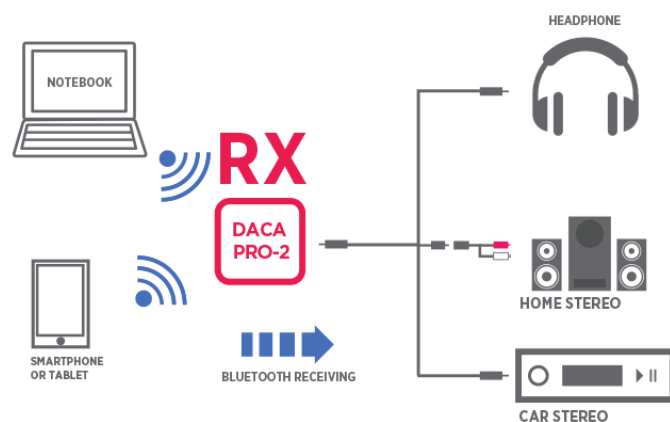 HEADPHONE
NOTEBOOK
RX
DACA
PRO-2
HOME STEREO
SMARTPHONE
OR TABLET
BLUETOOTH RECEIVING
CAR STEREO